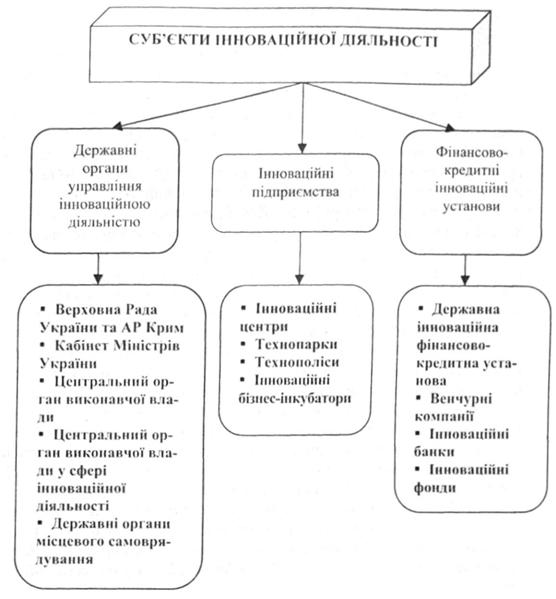 СУБ'ЄКТИ ІННОВАЦІЙНОЇ ДІЯЛЬНОСТІ
Державні
органи
управління
інноваційною
діяльністю
Інноваційні
підприємства
Фінансово-
кредитні
інноваційні
установи
▪ Верховна Рада
України та АР Крим
▪ Кабінет Міністрів
України
▪ Центральний ор-
ган виконавчої вла-
ди
▪ Центральний ор-
ган виконавчої вла-
ди у сфері
інноваційної
діяльності
▪ Державні органи
місцевого самовря-
дування
▪ Інноваційні
центри
▪ Технопарки
▪ Технополіси
▪ Інноваційні
бізнес-інкубатори
▪ Державна
інноваційна
фінансово-
кредитна уста-
нова
▪ Венчурні
компанії
▪ Інноваційні
банки
▪ Інноваційні
фонди